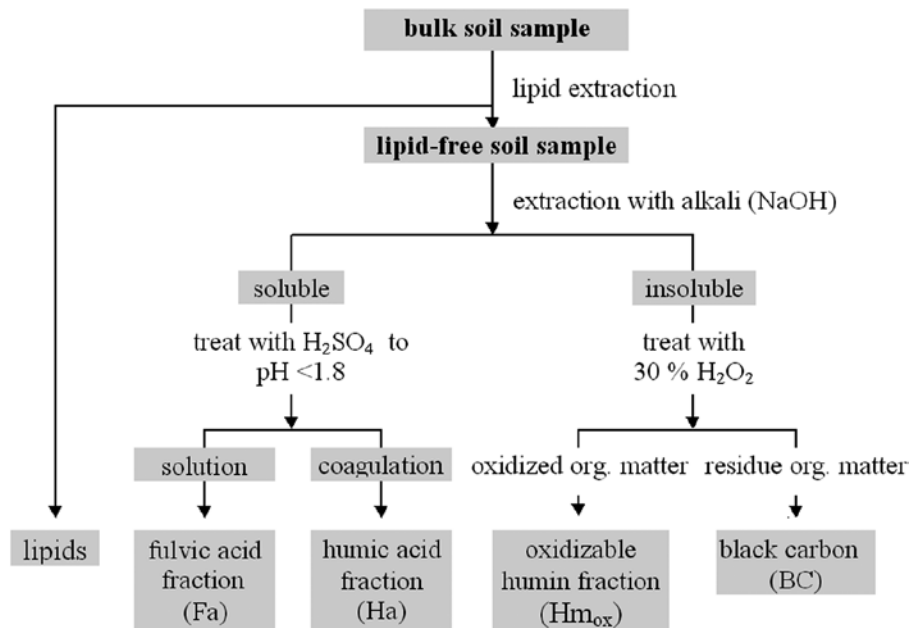 bulk soil sample
lipid extraction
lipid-free soil sample
extraction with alkali (NaOH)
soluble
insoluble
treat with H₂SO₄ to
pH <1.8
treat with
30 % H₂O₂
solution
coagulation
oxidized org. matter
residue org. matter
lipids
fulvic acid
fraction
(Fa)
humic acid
fraction
(Ha)
oxidizable
humin fraction
(Hmₒₓ)
black carbon
(BC)